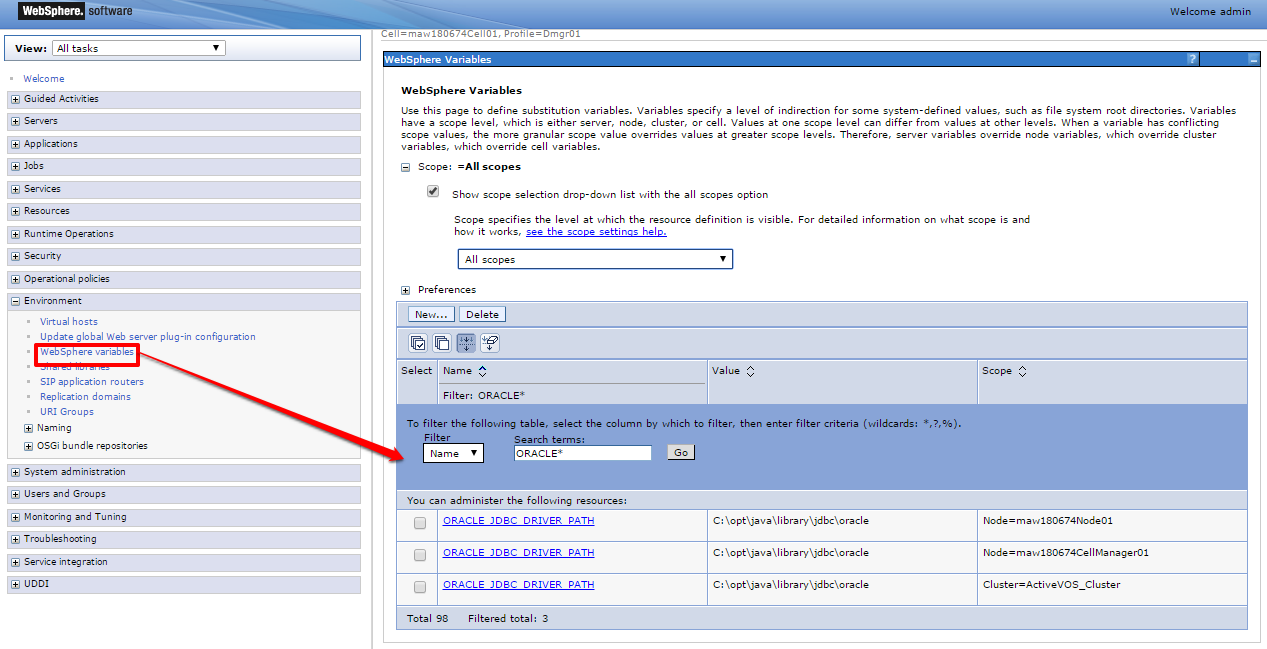 WebSphere. software
Welcome admin
View: All tasks
Welcome
Guided Activities
Servers
Applications
Jobs
Services
Resources
Runtime Operations
Security
Operational policies
Environment
Virtual hosts
Update global Web server plug-in configuration
WebSphere variables
Shared libraries
SIP application routers
Replication domains
URI Groups
Naming
OSGi bundle repositories
System administration
Users and Groups
Monitoring and Tuning
Troubleshooting
Service integration
UDDI
Cell=maw180674Cell01, Profile=Dmgr01
WebSphere Variables
?
WebSphere Variables
Use this page to define substitution variables. Variables specify a level of indirection for some system-defined values, such as file system root directories. Variables
have a scope level, which is either server, node, cluster, or cell. Values at one scope level can differ from values at other levels. When a variable has conflicting
scope values, the more granular scope value overrides values at greater scope levels. Therefore, server variables override node variables, which override cluster
variables, which override cell variables.
Scope: =All scopes
Show scope selection drop-down list with the all scopes option
Scope specifies the level at which the resource definition is visible. For detailed information on what scope is and
how it works, see the scope settings help.
All scopes
Preferences
New... Delete
Select Name Value Scope
Filter: ORACLE*
To filter the following table, select the column by which to filter, then enter filter criteria (wildcards: *,?,%).
Filter Search terms:
Name ORACLE* Go
You can administer the following resources:
ORACLE_JDBC_DRIVER_PATH C:\opt\java\library\jdbc\oracle Node=maw180674Node01
ORACLE_JDBC_DRIVER_PATH C:\opt\java\library\jdbc\oracle Node=maw180674CellManager01
ORACLE_JDBC_DRIVER_PATH C:\opt\java\library\jdbc\oracle Cluster=ActiveVOS_Cluster
Total 98 Filtered total: 3